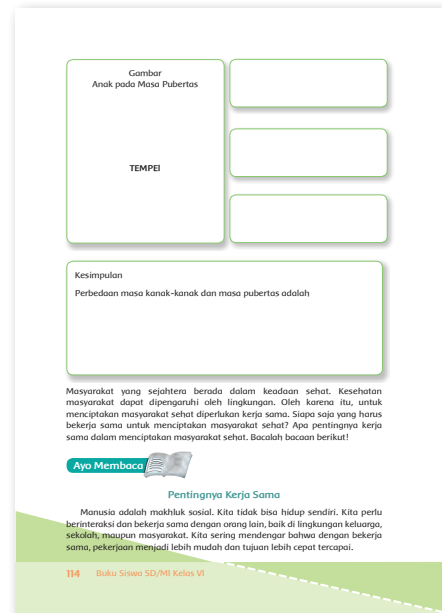 Gambar
Anak pada Masa Pubertas
TEMPEl
Kesimpulan
Perbedaan masa kanak-kanak dan masa pubertas adalah
Masyarakat yang sejahtera berada dalam keadaan sehat. Kesehatan
masyarakat dapat dipengaruhi oleh lingkungan. Oleh karena itu, untuk
menciptakan masyarakat sehat diperlukan kerja sama. Siapa saja yang harus
bekerja sama untuk menciptakan masyarakat sehat? Apa pentingnya kerja
sama dalam menciptakan masyarakat sehat. Bacalah bacaan berikut!
Ayo Membaca
Pentingnya Kerja Sama
Manusia adalah makhluk sosial. Kita tidak bisa hidup sendiri. Kita perlu
berinteraksi dan bekerja sama dengan orang lain, baik di lingkungan keluarga,
sekolah, maupun masyarakat. Kita sering mendengar bahwa dengan bekerja
sama, pekerjaan menjadi lebih mudah dan tujuan lebih cepat tercapai.
114 Buku Siswa SD/MI Kelas VI